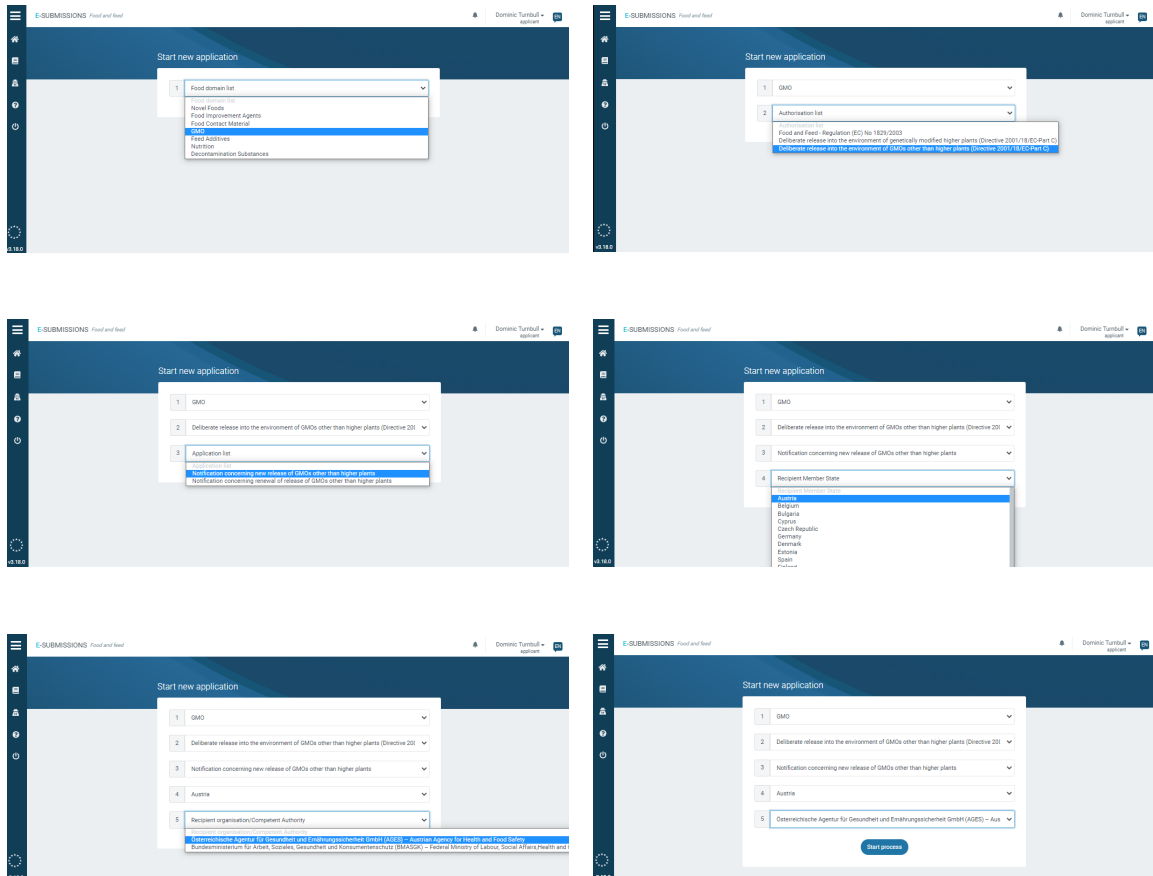 E-SUBMISSIONS Food and feed
Dominic Turnbull
applicant
EN
Start new application
1 Food domain list
Food domain list
Novel Foods
Food Improvement Agents
Food Contact Material
GMO
Feed Additives
Nutrition
Decontamination Substances
v3.18.0
E-SUBMISSIONS Food and feed
Dominic Turnbull
applicant
EN
Start new application
1 GMO
2 Authorisation list
Authorisation list
Food and Feed - Regulation (EC) No 1829/2003
Deliberate release into the environment of genetically modified higher plants (Directive 2001/18/EC-Part C)
Deliberate release into the environment of GMOs other than higher plants (Directive 2001/18/EC-Part C)
v3.18.0
E-SUBMISSIONS Food and feed
Dominic Turnbull
applicant
EN
Start new application
1 GMO
2 Deliberate release into the environment of GMOs other than higher plants (Directive 200
3 Application list
Application list
Notification concerning new release of GMOs other than higher plants
Notification concerning renewal of release of GMOs other than higher plants
v3.18.0
E-SUBMISSIONS Food and feed
Dominic Turnbull
applicant
EN
Start new application
1 GMO
2 Deliberate release into the environment of GMOs other than higher plants (Directive 200
3 Notification concerning new release of GMOs other than higher plants
4 Recipient Member State
Recipient Member State
Austria
Belgium
Bulgaria
Cyprus
Czech Republic
Germany
Denmark
Estonia
Spain
v3.18.0
E-SUBMISSIONS Food and feed
Dominic Turnbull
applicant
EN
Start new application
1 GMO
2 Deliberate release into the environment of GMOs other than higher plants (Directive 200
3 Notification concerning new release of GMOs other than higher plants
4 Austria
5 Recipient organisation/Competent Authority
Recipient organisation/Competent Authority
Österreichische Agentur für Gesundheit und Ernährungssicherheit GmbH (AGES) – Austrian Agency for Health and Food Safety
Bundesministerium für Arbeit, Soziales, Gesundheit und Konsumentenschutz (BMASGK) – Federal Ministry of Labour, Social Affairs,Health and
E-SUBMISSIONS Food and feed
Dominic Turnbull
applicant
EN
Start new application
1 GMO
2 Deliberate release into the environment of GMOs other than higher plants (Directive 200
3 Notification concerning new release of GMOs other than higher plants
4 Austria
5 Österreichische Agentur für Gesundheit und Ernährungssicherheit GmbH (AGES) – Aus
Start process